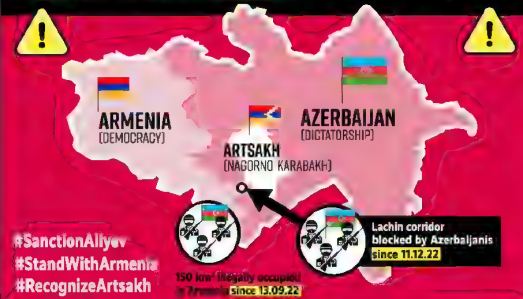 ARMENIA
(DEMOCRACY)
AZERBAIJAN
(DICTATORSHIP)
ARTSAKH
(NAGORNO KARABAKH)
Lachin corridor
blocked by Azerbaijanis
since 11.12.22
150 km² illegally occupied
in Armenia since 13.09.22
#SanctionAliyev
#StandWithArmenia
#RecognizeArtsakh